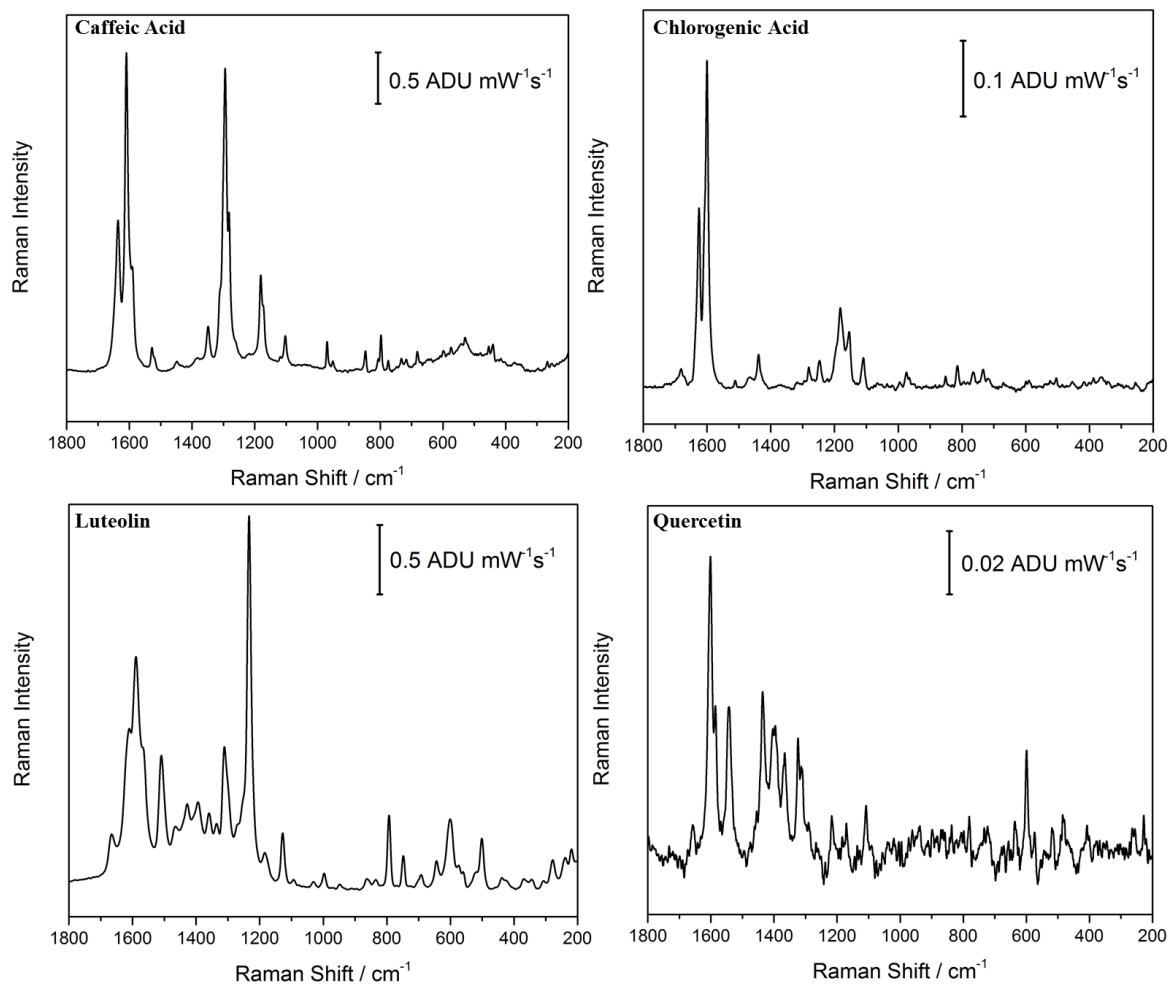 Caffeic Acid
0.5 ADU mW⁻¹s⁻¹
Raman Intensity
1800 1600 1400 1200 1000 800 600 400 200
Raman Shift / cm⁻¹
Chlorogenic Acid
0.1 ADU mW⁻¹s⁻¹
Raman Intensity
1800 1600 1400 1200 1000 800 600 400 200
Raman Shift / cm⁻¹
Luteolin
0.5 ADU mW⁻¹s⁻¹
Raman Intensity
1800 1600 1400 1200 1000 800 600 400 200
Raman Shift / cm⁻¹
Quercetin
0.02 ADU mW⁻¹s⁻¹
Raman Intensity
1800 1600 1400 1200 1000 800 600 400 200
Raman Shift / cm⁻¹